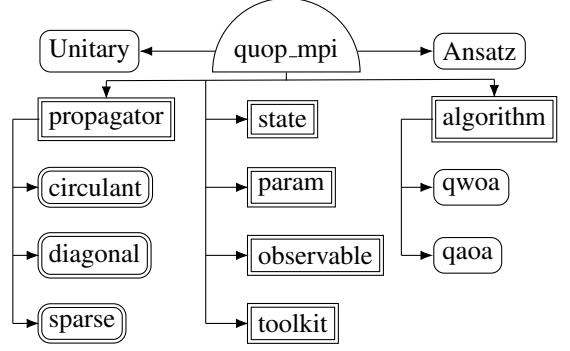 Unitary
quop_mpi
Ansatz
propagator
state
algorithm
circulant
param
qwoa
diagonal
observable
qaoa
sparse
toolkit